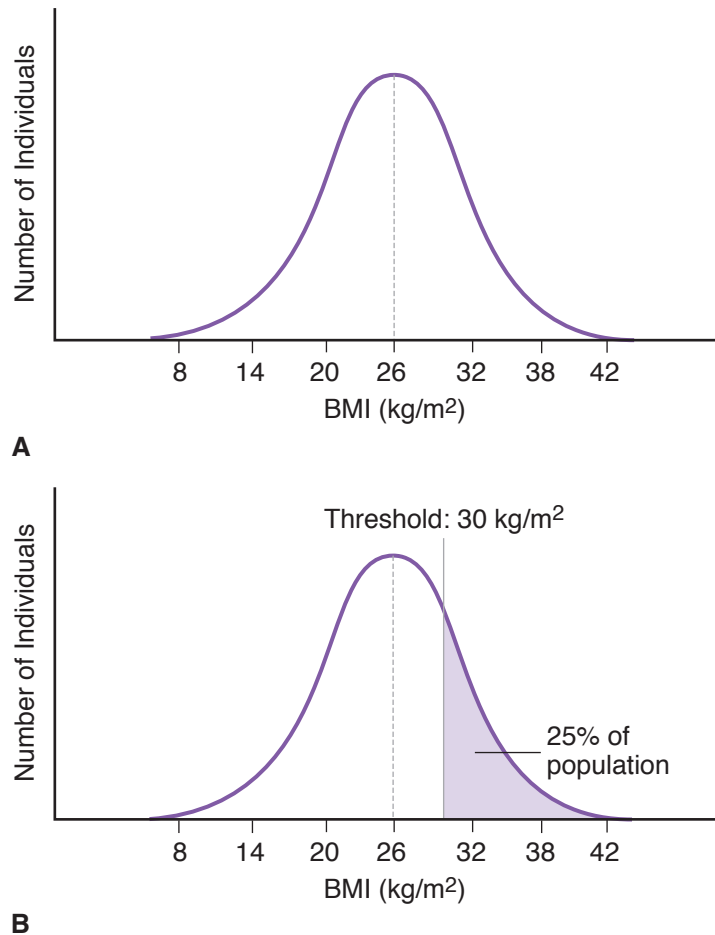 Number of Individuals
8 14 20 26 32 38 42
BMI (kg/m²)
A
Threshold: 30 kg/m²
Number of Individuals
25% of
population
8 14 20 26 32 38 42
BMI (kg/m²)
B